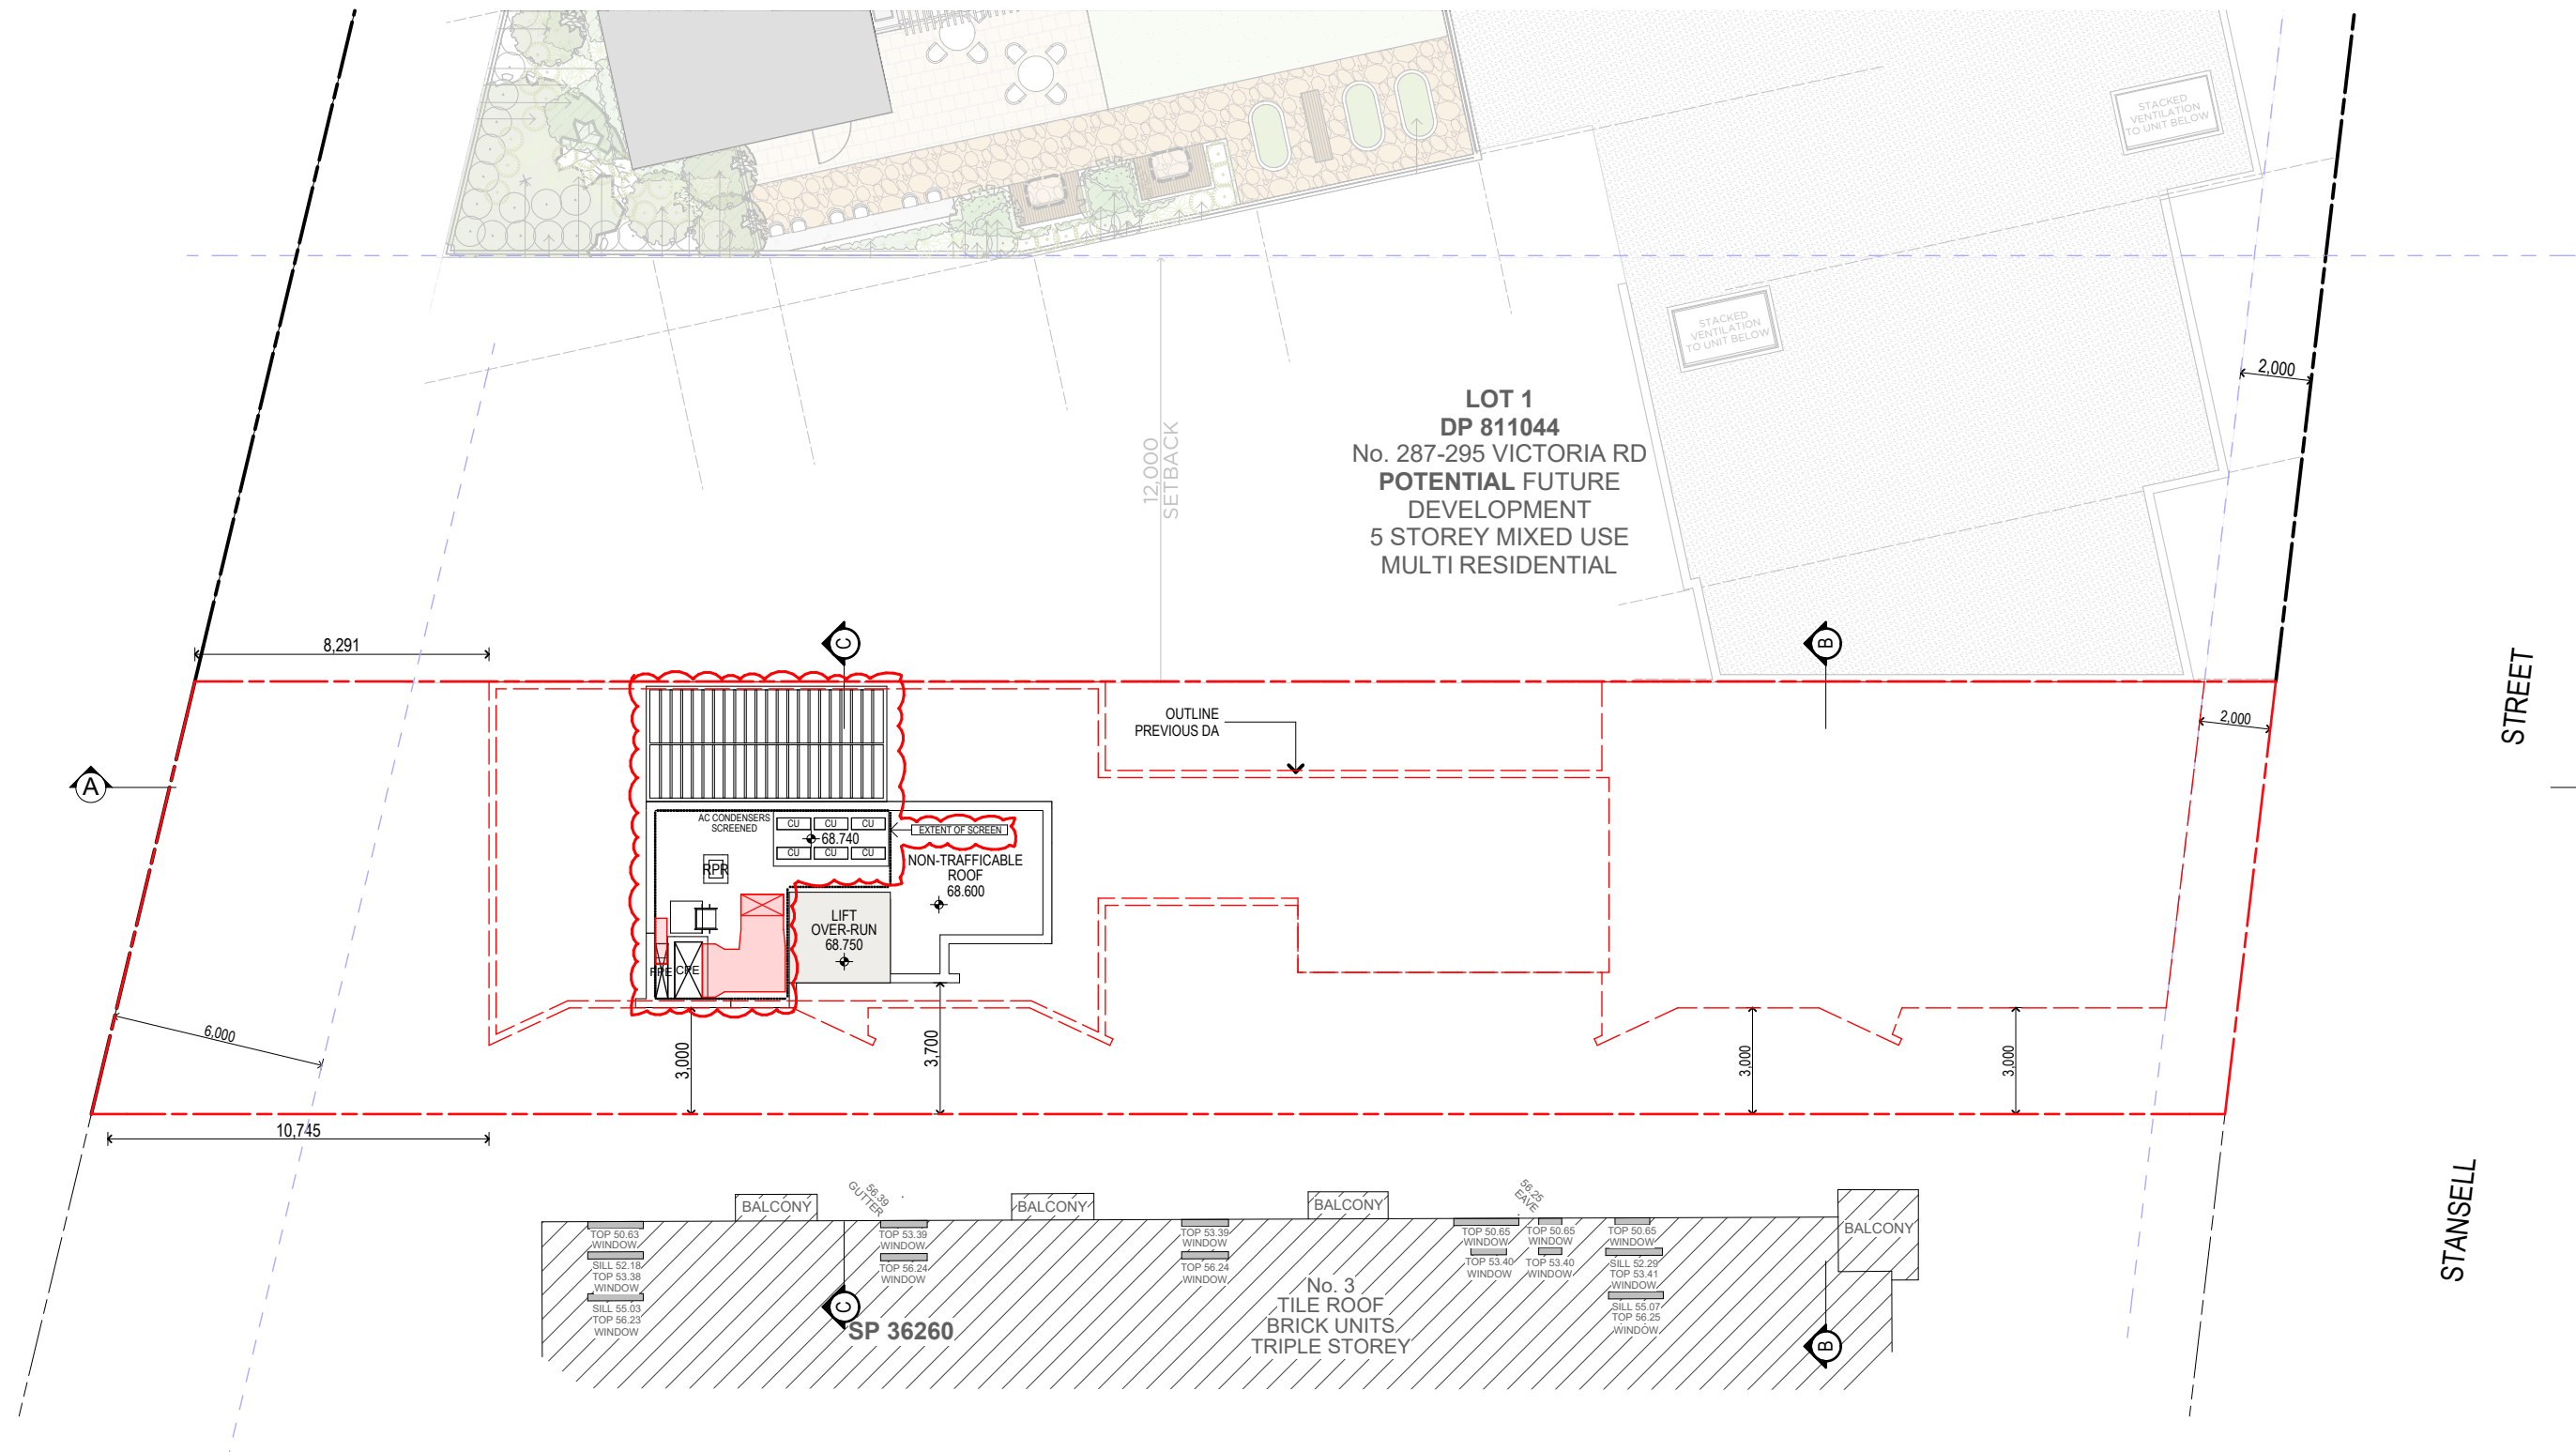 STACKED
VENTILATION
TO UNIT BELOW
STACKED
VENTILATION
TO UNIT BELOW
2,000
LOT 1
DP 811044
No. 287-295 VICTORIA RD
POTENTIAL FUTURE
DEVELOPMENT
5 STOREY MIXED USE
MULTI RESIDENTIAL
12,000
SETBACK
8,291
C
B
STREET
OUTLINE
PREVIOUS DA
2,000
A
AC CONDENSERS
SCREENED
CU CU CU
68.740
CU CU CU
EXTENT OF SCREEN
RPR
NON-TRAFFICABLE
ROOF
68.600
LIFT
OVER-RUN
68.750
CPE
6,000
3,000
3,700
3,000
3,000
10,745
STANSELL
BALCONY
56.39
GUTTER
BALCONY
BALCONY
56.25
EAVE
BALCONY
TOP 50.63
WINDOW
SILL 52.18
TOP 53.38
WINDOW
SILL 55.03
TOP 56.23
WINDOW
TOP 53.39
WINDOW
TOP 56.24
WINDOW
TOP 53.39
WINDOW
TOP 56.24
WINDOW
TOP 50.65
WINDOW
TOP 53.40
WINDOW
TOP 50.65
WINDOW
TOP 53.40
WINDOW
TOP 50.65
WINDOW
SILL 52.29
TOP 53.41
WINDOW
SILL 55.07
TOP 56.25
WINDOW
C
SP 36260
No. 3
TILE ROOF
BRICK UNITS
TRIPLE STOREY
B